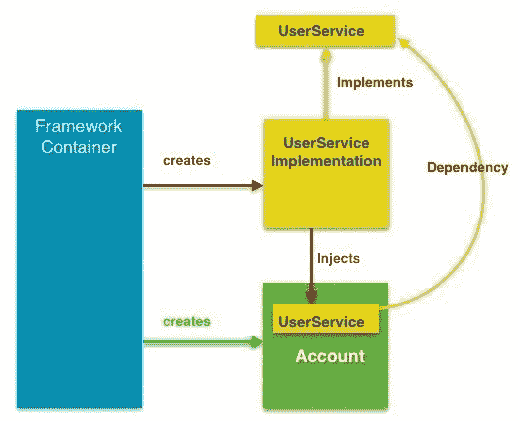 UserService
Implements
Framework
Container
UserService
Implementation
creates
Dependency
Injects
creates
UserService
Account